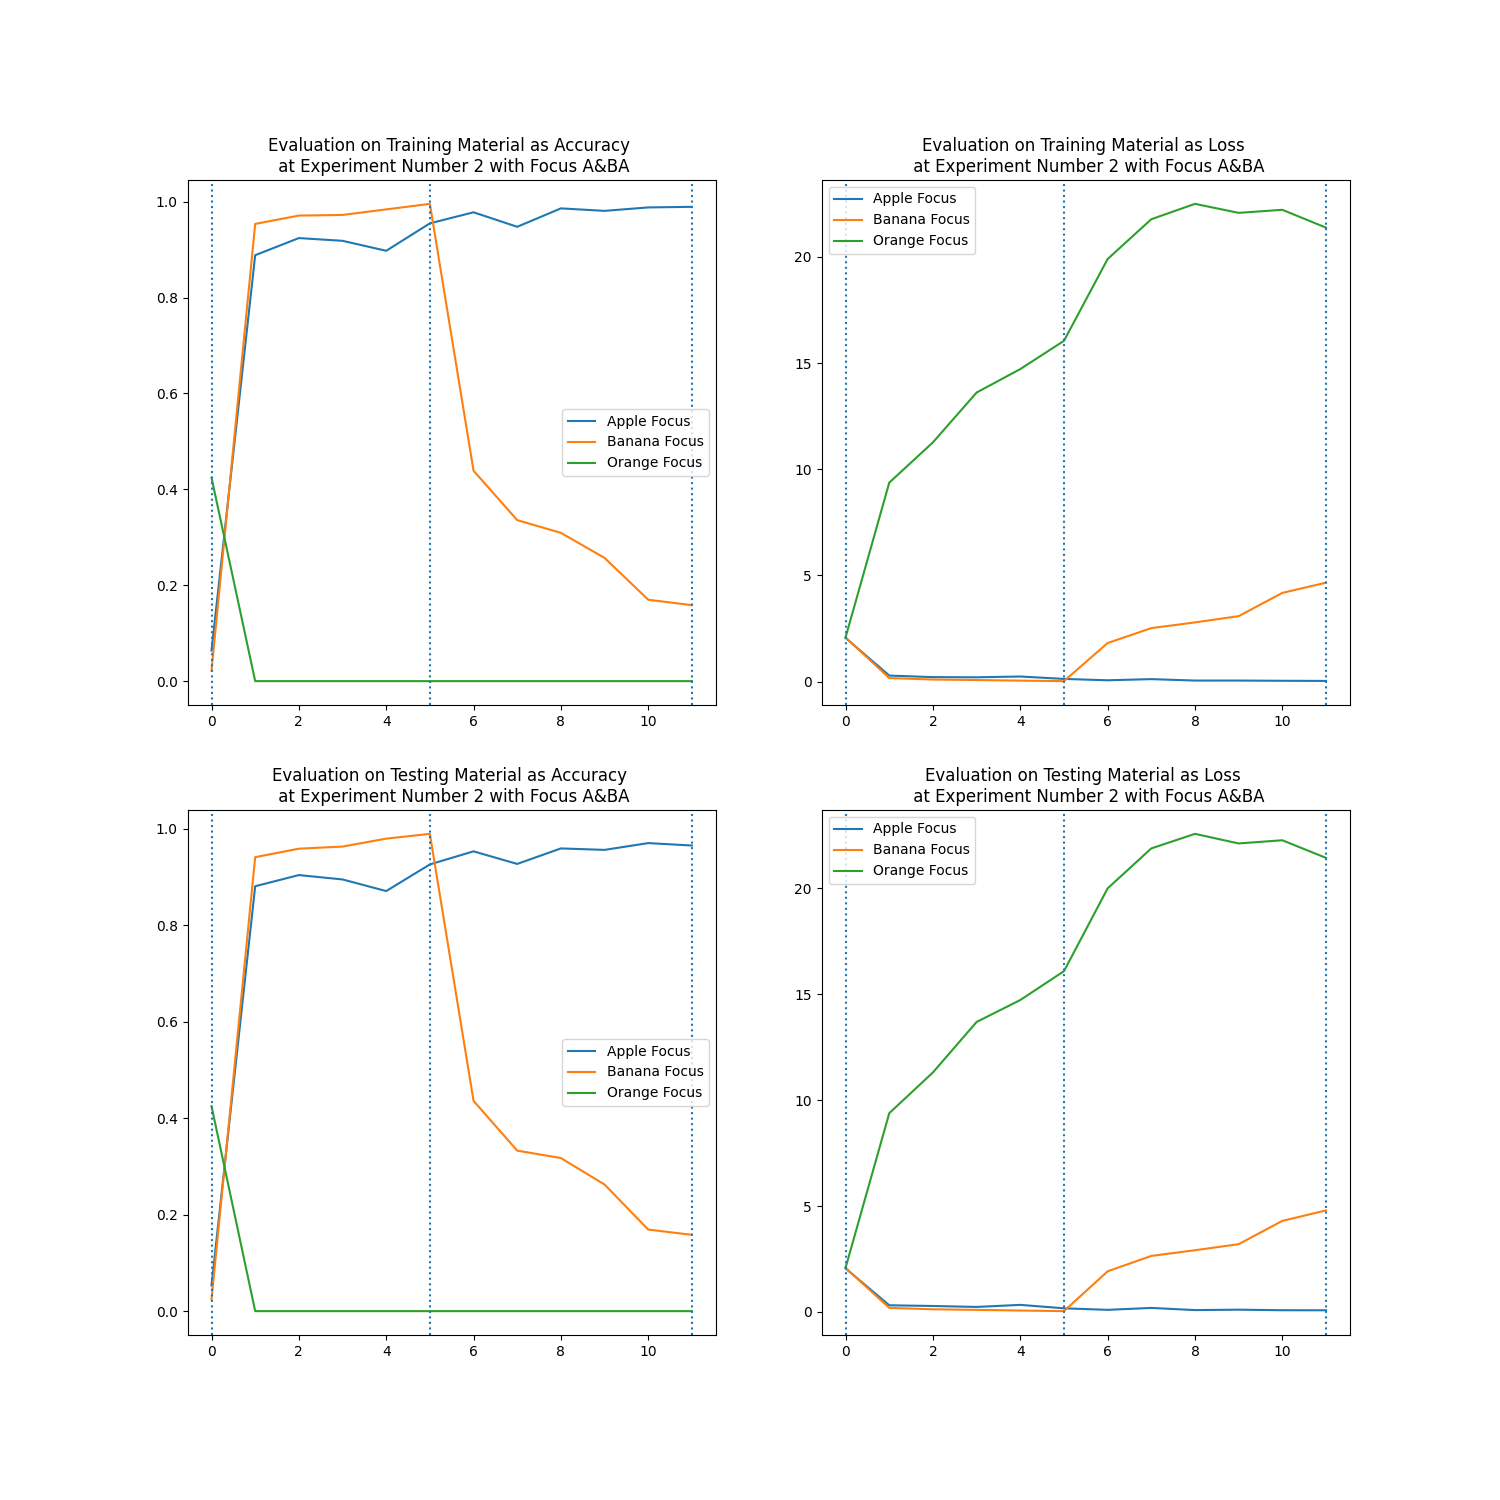 Evaluation on Training Material as Accuracy
at Experiment Number 2 with Focus A&BA
1.0
0.8
0.6
0.4
0.2
0.0
Apple Focus
Banana Focus
Orange Focus
0 2 4 6 8 10
Evaluation on Training Material as Loss
at Experiment Number 2 with Focus A&BA
Apple Focus
Banana Focus
Orange Focus
20
15
10
5
0
0 2 4 6 8 10
Evaluation on Testing Material as Accuracy
at Experiment Number 2 with Focus A&BA
1.0
0.8
0.6
0.4
0.2
0.0
Apple Focus
Banana Focus
Orange Focus
0 2 4 6 8 10
Evaluation on Testing Material as Loss
at Experiment Number 2 with Focus A&BA
Apple Focus
Banana Focus
Orange Focus
20
15
10
5
0
0 2 4 6 8 10